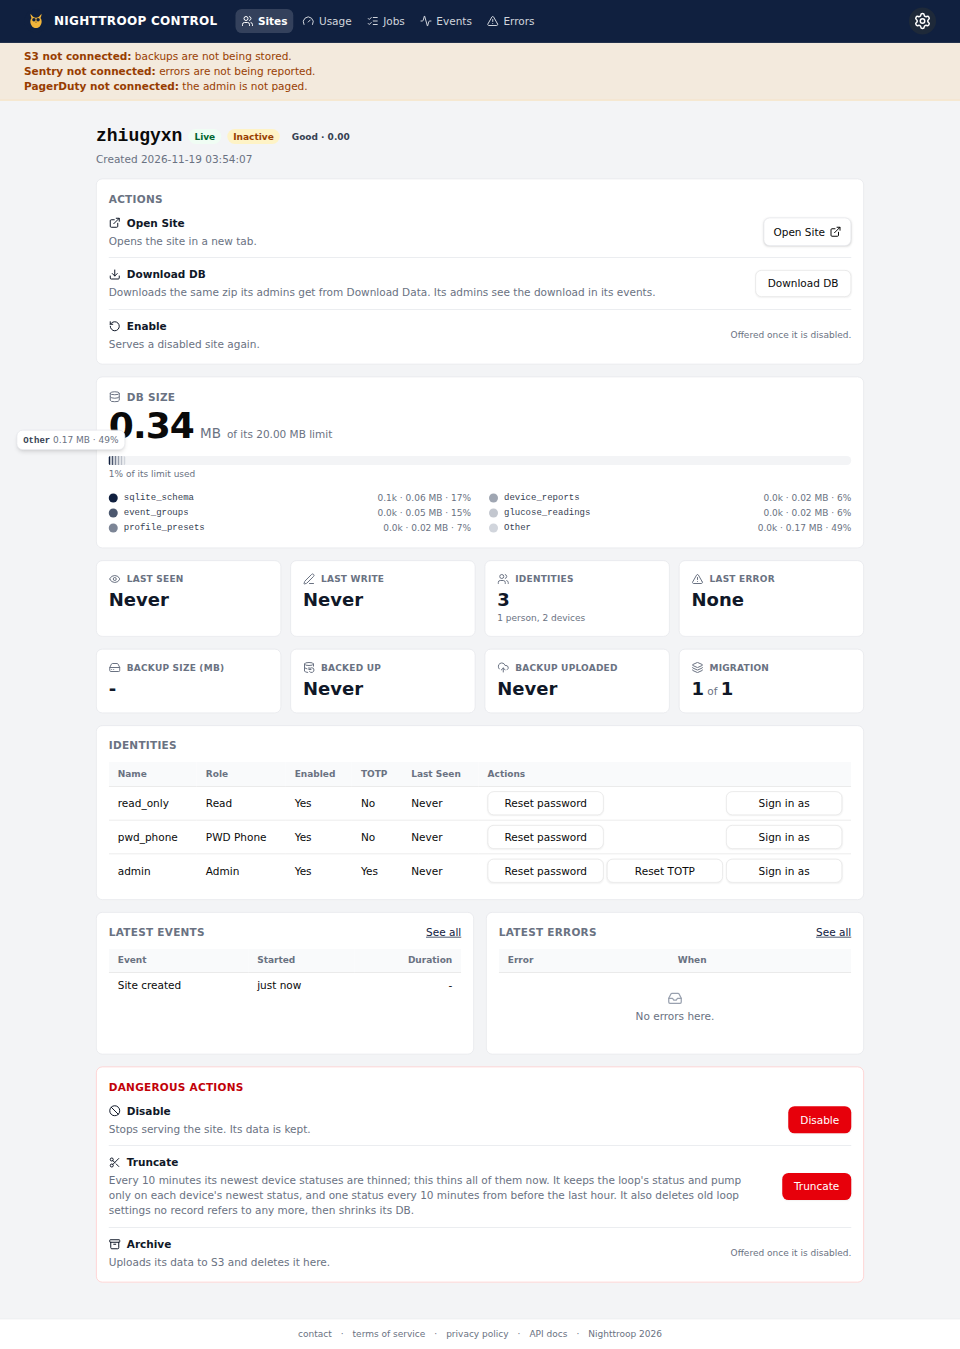 NIGHTTROOP CONTROL Sites Usage Jobs Events Errors
S3 not connected: backups are not being stored.
Sentry not connected: errors are not being reported.
PagerDuty not connected: the admin is not paged.
zhiugyxn Live Inactive Good · 0.00
Created 2026-11-19 03:54:07
ACTIONS
Open Site
Opens the site in a new tab.
Open Site
Download DB
Downloads the same zip its admins get from Download Data. Its admins see the download in its events.
Download DB
Enable
Serves a disabled site again.
Offered once it is disabled.
DB SIZE
0.34 MB of its 20.00 MB limit
Other 0.17 MB · 49%
1% of its limit used
sqlite_schema 0.1k · 0.06 MB · 17%
event_groups 0.0k · 0.05 MB · 15%
profile_presets 0.0k · 0.02 MB · 7%
device_reports 0.0k · 0.02 MB · 6%
glucose_readings 0.0k · 0.02 MB · 6%
Other 0.0k · 0.17 MB · 49%
LAST SEEN
Never
LAST WRITE
Never
IDENTITIES
3
1 person, 2 devices
LAST ERROR
None
BACKUP SIZE (MB)
-
BACKED UP
Never
BACKUP UPLOADED
Never
MIGRATION
1 of 1
IDENTITIES
Name Role Enabled TOTP Last Seen Actions
read_only Read Yes No Never Reset password Sign in as
pwd_phone PWD Phone Yes No Never Reset password Sign in as
admin Admin Yes Yes Never Reset password Reset TOTP Sign in as
LATEST EVENTS See all
Event Started Duration
Site created just now -
LATEST ERRORS See all
Error When
No errors here.
DANGEROUS ACTIONS
Disable
Stops serving the site. Its data is kept.
Disable
Truncate
Every 10 minutes its newest device statuses are thinned; this thins all of them now. It keeps the loop's status and pump
only on each device's newest status, and one status every 10 minutes from before the last hour. It also deletes old loop
settings no record refers to any more, then shrinks its DB.
Truncate
Archive
Uploads its data to S3 and deletes it here.
Offered once it is disabled.
contact · terms of service · privacy policy · API docs · Nighttroop 2026